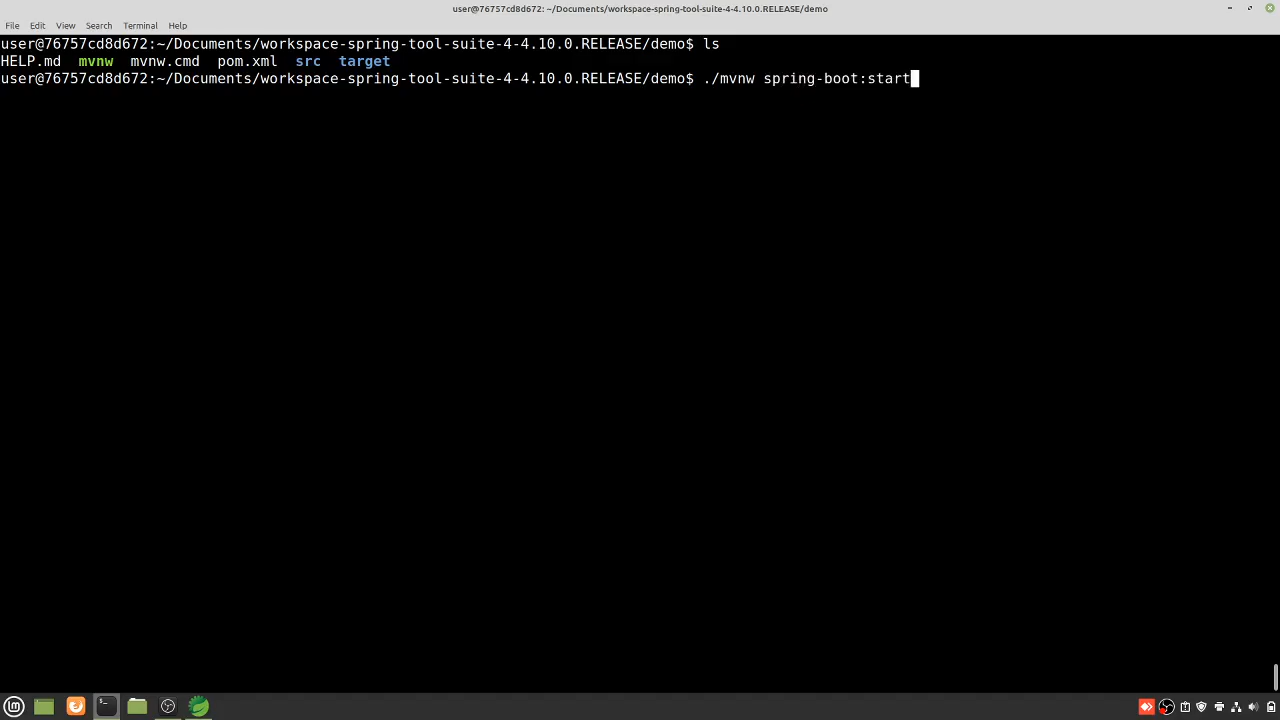 user@76757cd8d672: ~/Documents/workspace-spring-tool-suite-4-4.10.0.RELEASE/demo
File Edit View Search Terminal Help
user@76757cd8d672:~/Documents/workspace-spring-tool-suite-4-4.10.0.RELEASE/demo$ ls
HELP.md mvnw mvnw.cmd pom.xml src target
user@76757cd8d672:~/Documents/workspace-spring-tool-suite-4-4.10.0.RELEASE/demo$ ./mvnw spring-boot:start